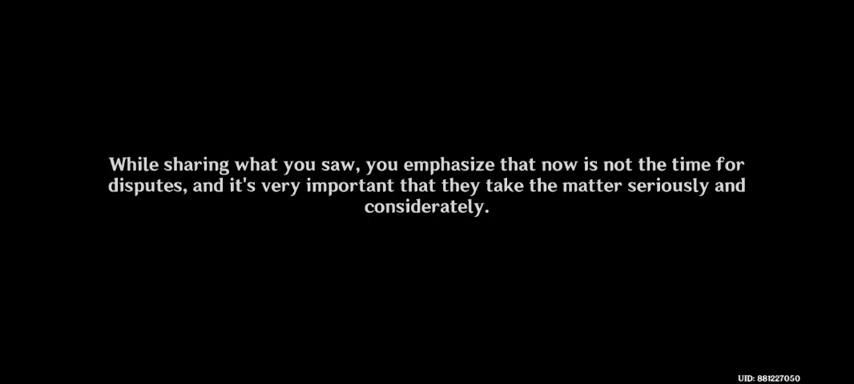 While sharing what you saw, you emphasize that now is not the time for
disputes, and it's very important that they take the matter seriously and
considerately.
UID: 881227050